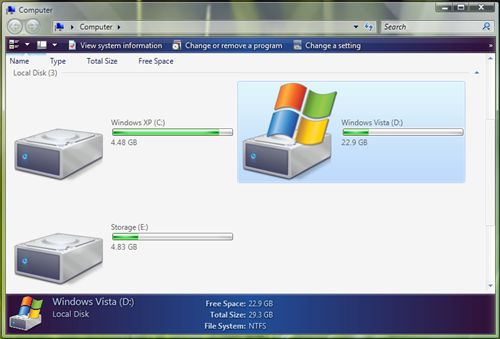 Computer
Computer
Search
View system information
Change or remove a program
Change a setting
»
Name Type Total Size Free Space
Local Disk (3)
Windows XP (C:)
4.48 GB
Windows Vista (D:)
22.9 GB
Storage (E:)
4.83 GB
Windows Vista (D:) Free Space: 22.9 GB
Local Disk Total Size: 29.3 GB
File System: NTFS